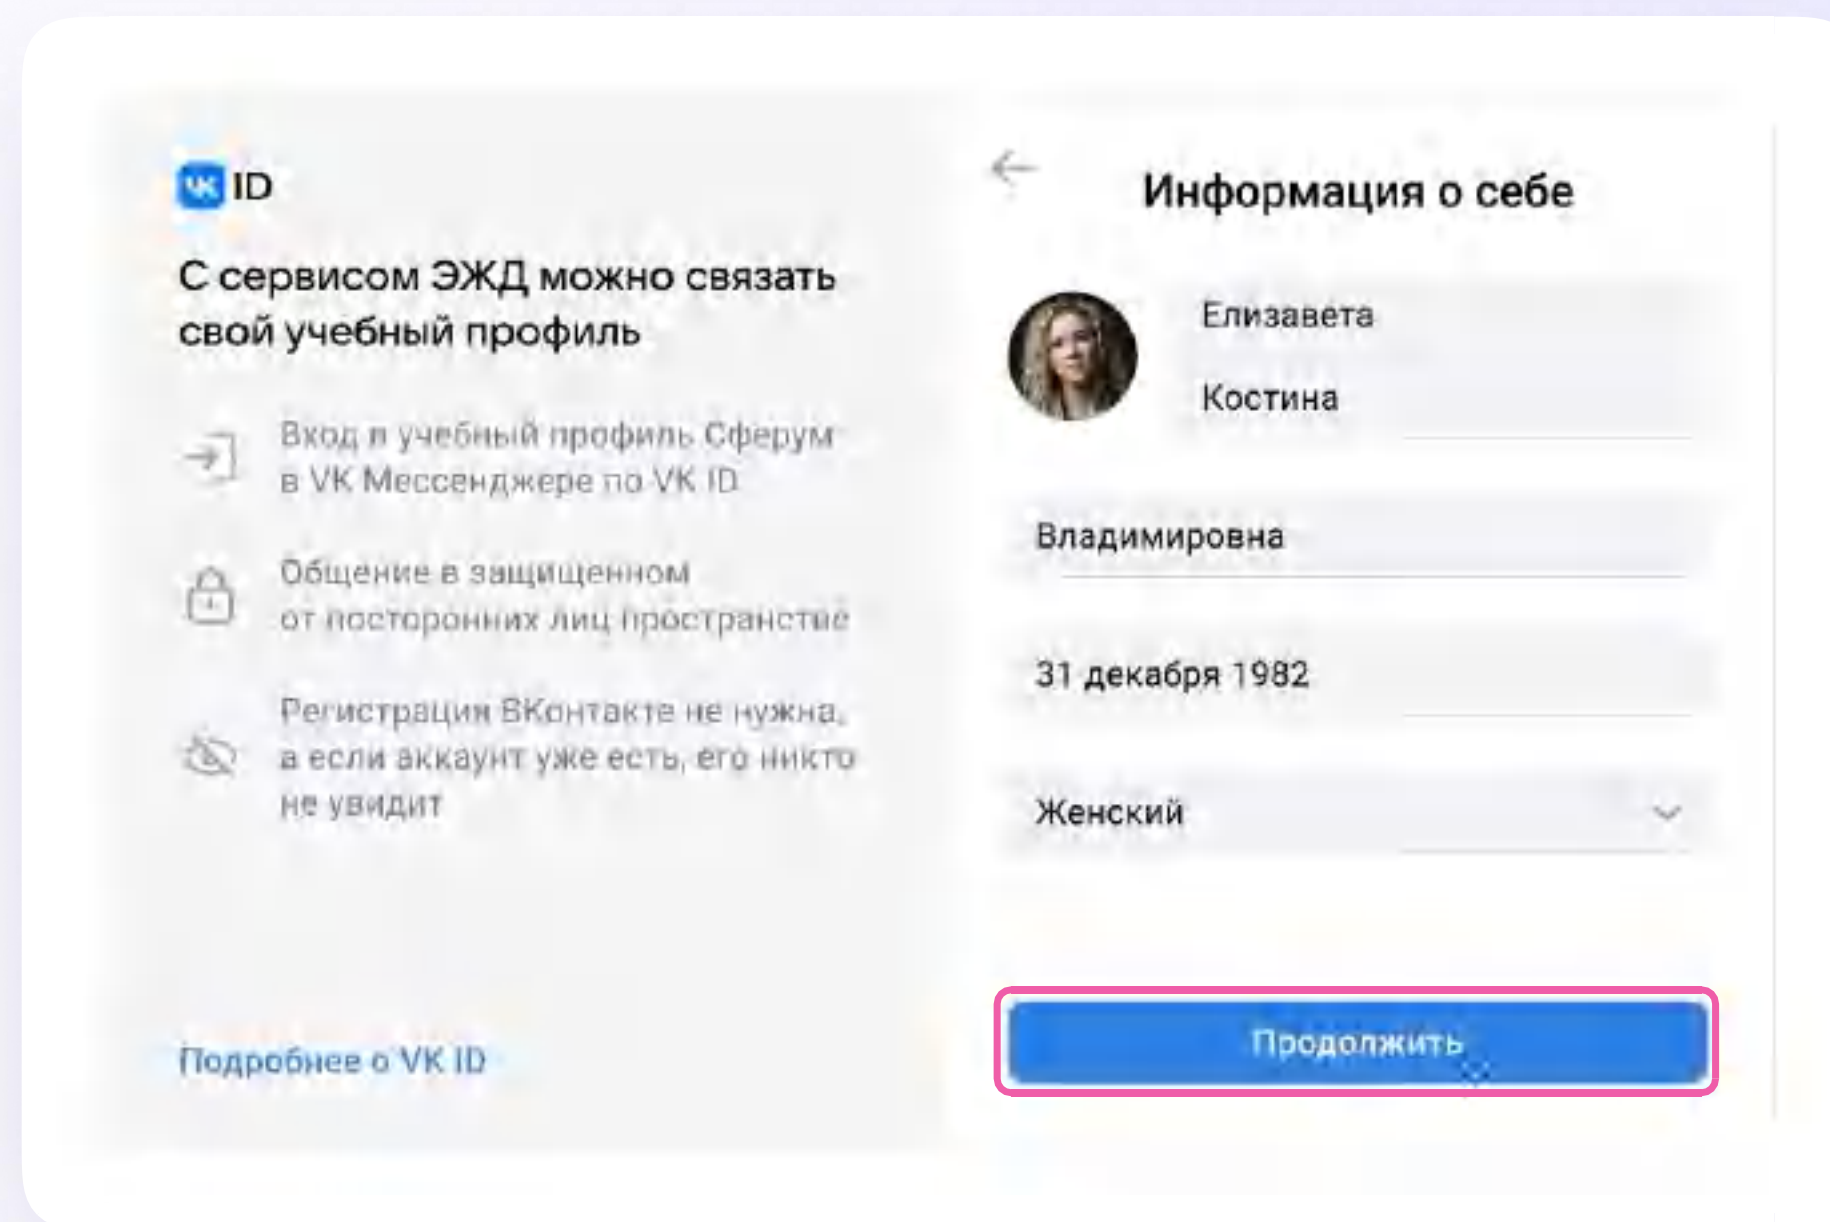 VK ID
С сервисом ЭЖД можно связать
свой учебный профиль
Вход в учебный профиль Сферум
в VK Мессенджере по VK ID
Общение в защищенном
от посторонних лиц пространстве
Регистрация ВКонтакте не нужна,
а если аккаунт уже есть, его никто
не увидит
Подробнее о VK ID
Информация о себе
Елизавета
Костина
Владимировна
31 декабря 1982
Женский
Продолжить